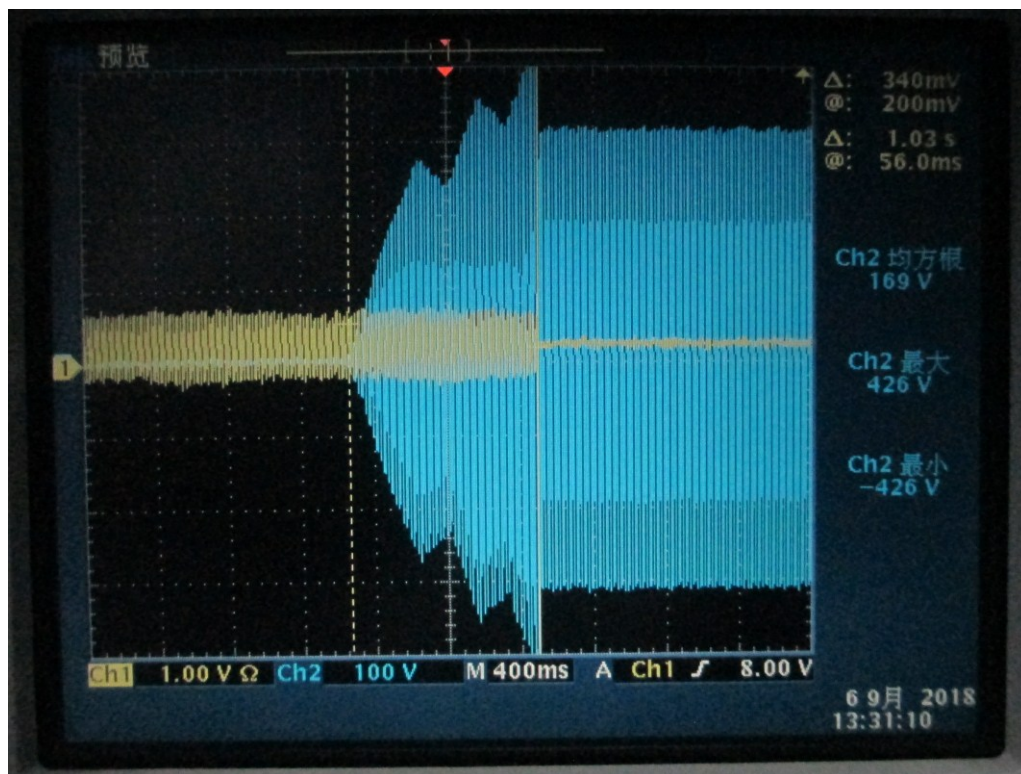 预览
Δ: 340mV
@: 200mV
Δ: 1.03 s
@: 56.0ms
Ch2 均方根
169 V
1
Ch2 最大
426 V
Ch2 最小
−426 V
Ch1 1.00 V Ω Ch2 100 V M 400ms A Ch1 ʃ 8.00 V
6 9月 2018
13:31:10